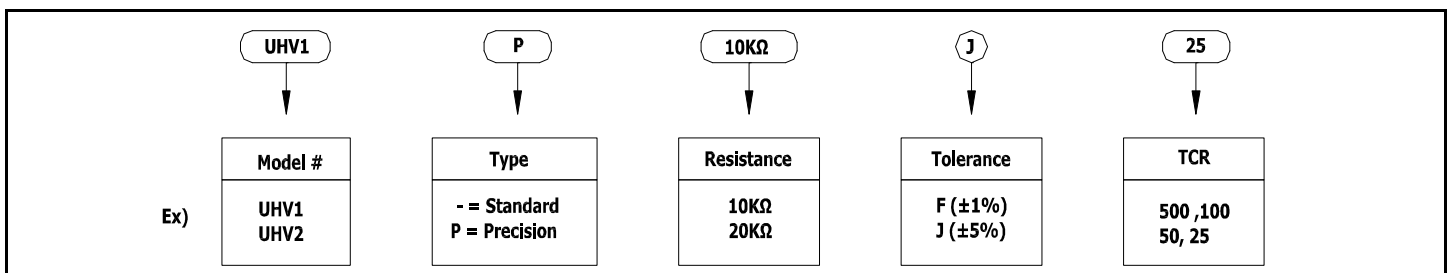 UHV1 P 10KΩ J 25
Model # Type Resistance Tolerance TCR
Ex) UHV1 - = Standard 10KΩ F (±1%) 500 ,100
UHV2 P = Precision 20KΩ J (±5%) 50, 25